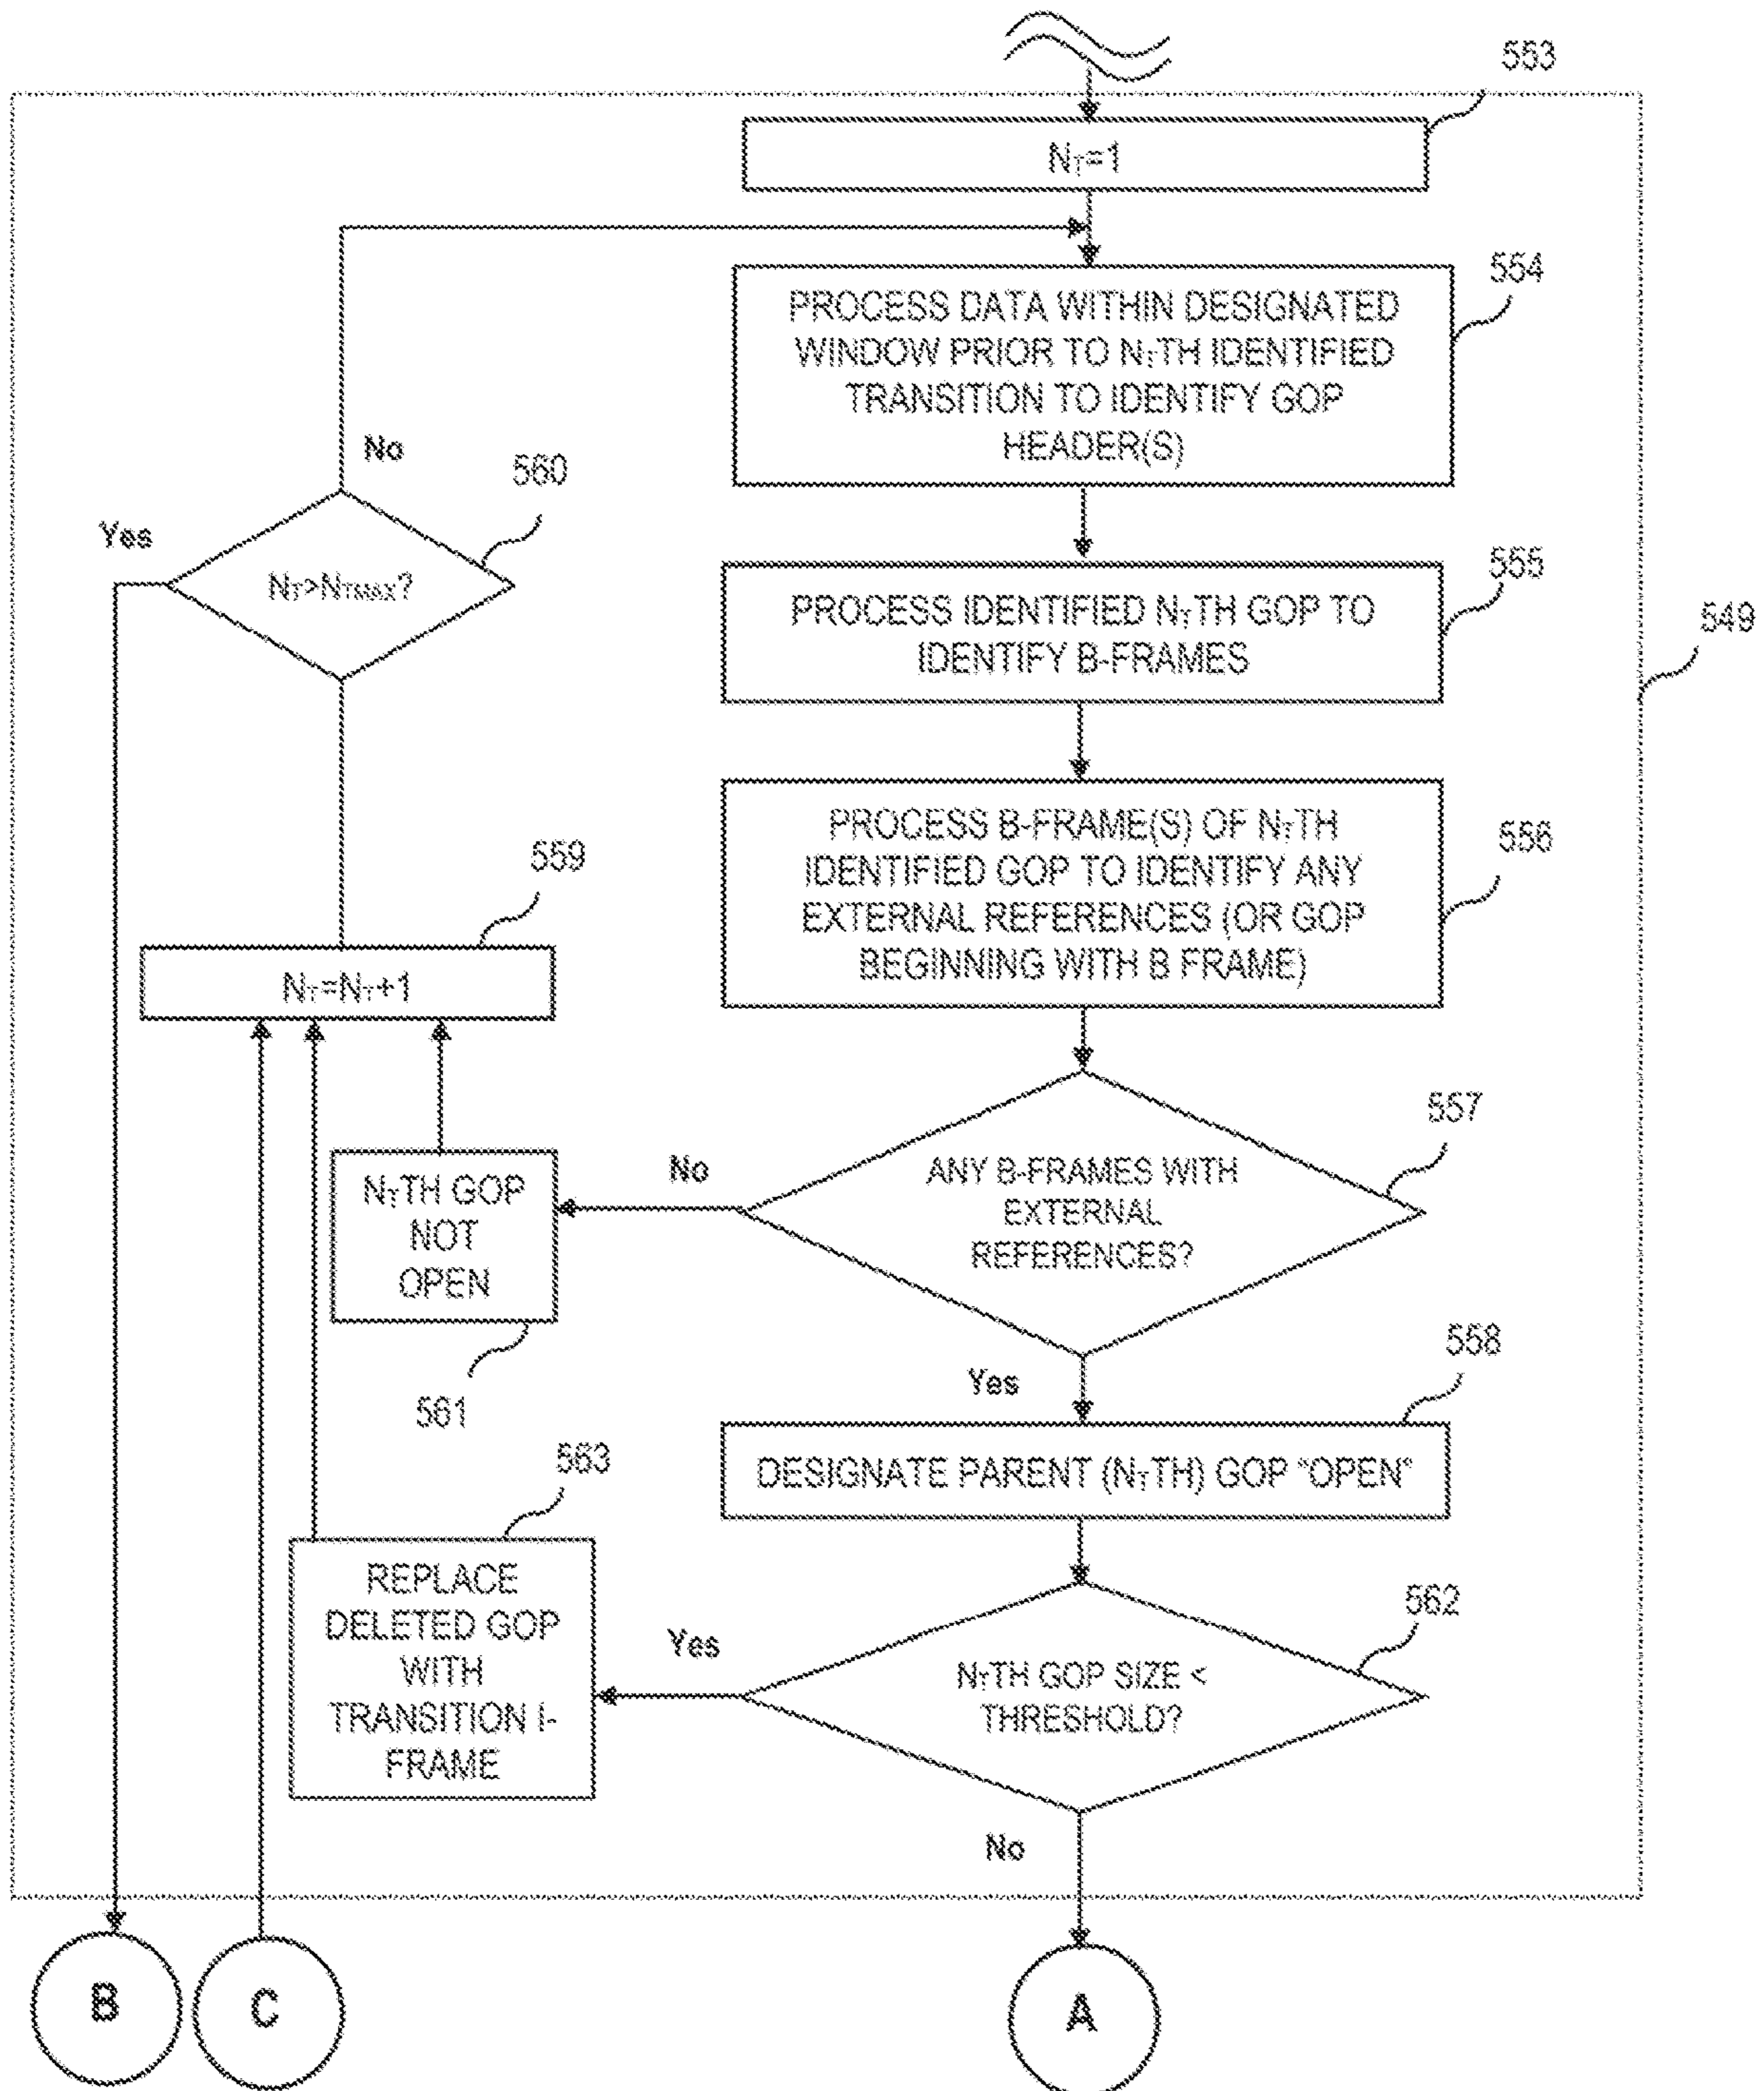 553
NT=1
554
PROCESS DATA WITHIN DESIGNATED
WINDOW PRIOR TO NTTH IDENTIFIED
TRANSITION TO IDENTIFY GOP
HEADER(S)
No
560
Yes
NT>NTMAX?
555
PROCESS IDENTIFIED NTTH GOP TO
IDENTIFY B-FRAMES
549
556
PROCESS B-FRAME(S) OF NTTH
IDENTIFIED GOP TO IDENTIFY ANY
EXTERNAL REFERENCES (OR GOP
BEGINNING WITH B FRAME)
559
NT=NT+1
557
ANY B-FRAMES WITH
EXTERNAL
REFERENCES?
No
NTTH GOP
NOT
OPEN
561
Yes
558
DESIGNATE PARENT (NTTH) GOP "OPEN"
563
REPLACE
DELETED GOP
WITH
TRANSITION I-
FRAME
Yes
562
NTTH GOP SIZE <
THRESHOLD?
No
B
C
A